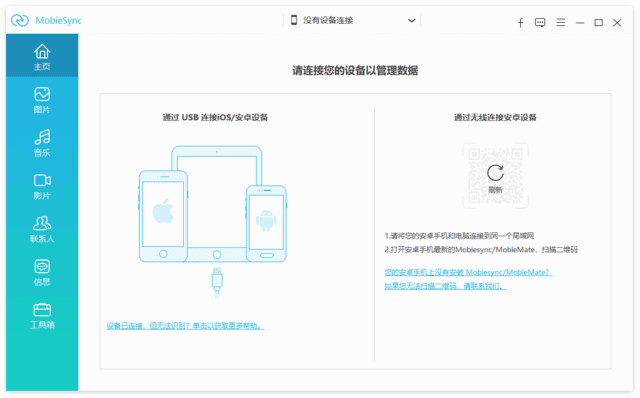 MobieSync
没有设备连接
主页
图片
音乐
影片
联系人
信息
工具箱
请连接您的设备以管理数据
通过 USB 连接iOS/安卓设备
设备已连接，但无法识别？单击以获取更多帮助。
通过无线连接安卓设备
刷新
1.请将您的安卓手机和电脑连接到同一个局域网
2.打开安卓手机最新的Mobiesync/MobieMate，扫描二维码
您的安卓手机上没有安装 Mobiesync/MobieMate？
如果您无法扫描二维码，请联系我们。